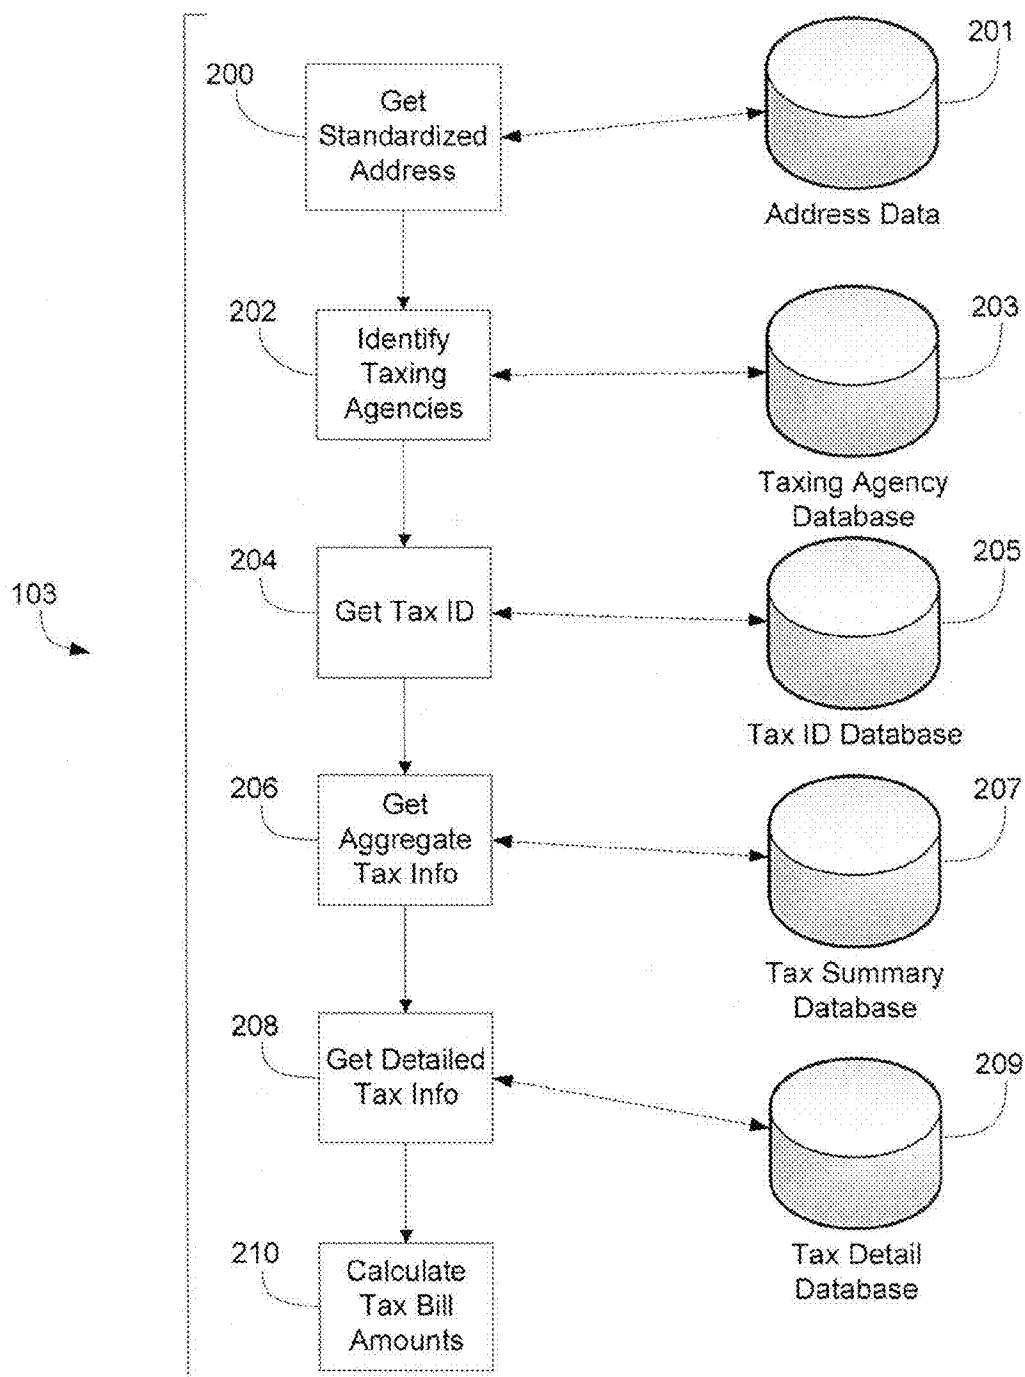 201
200
Get
Standardized
Address
Address Data
202
203
Identify
Taxing
Agencies
Taxing Agency
Database
204
205
103
Get Tax ID
Tax ID Database
206
207
Get
Aggregate
Tax Info
Tax Summary
Database
208
209
Get Detailed
Tax Info
210
Tax Detail
Database
Calculate
Tax Bill
Amounts